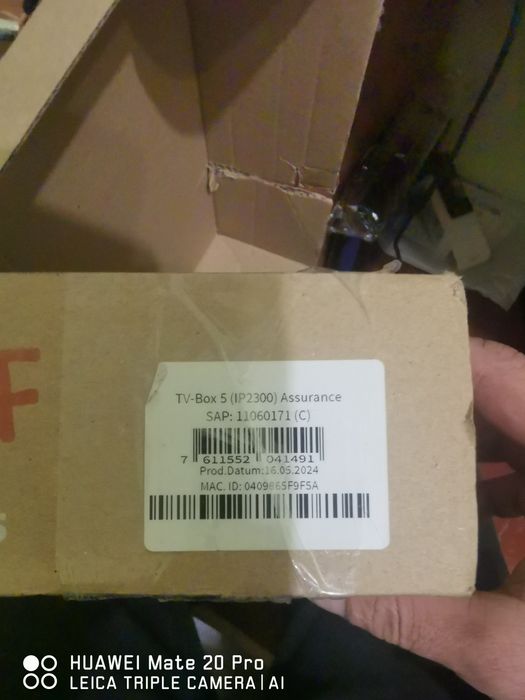 F
TV-Box 5 (IP2300) Assurance
SAP: 11060171 (C)
7 611552 041491
Prod.Datum:16.05.2024
MAC. ID: 0409865F9F5A
s
HUAWEI Mate 20 Pro
LEICA TRIPLE CAMERA | AI